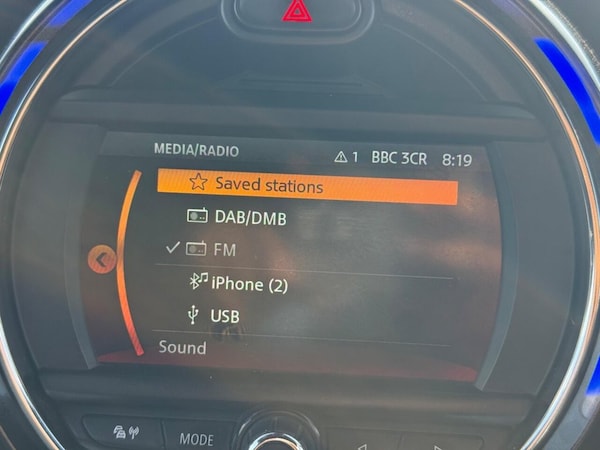 MEDIA/RADIO 1 BBC 3CR 8:19
Saved stations
DAB/DMB
FM
iPhone (2)
USB
Sound
MODE